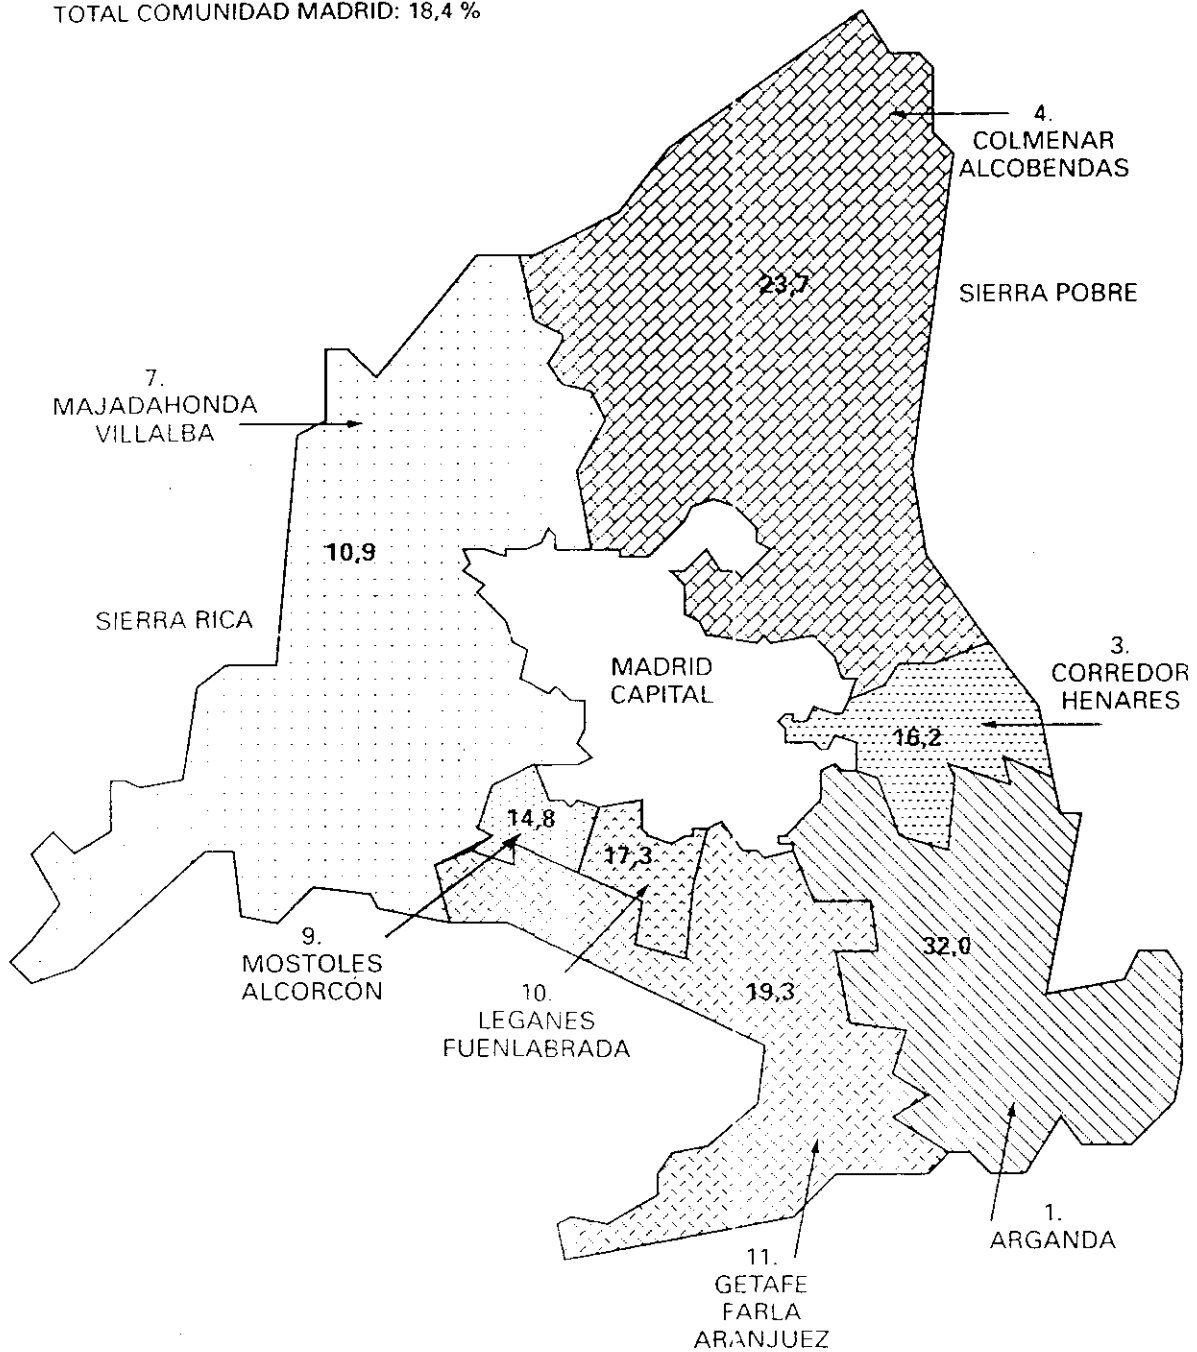 TOTAL COMUNIDAD MADRID: 18,4 %
4.
COLMENAR
ALCOBENDAS
23,7
SIERRA POBRE
7.
MAJADAHONDA
VILLALBA
10,9
SIERRA RICA
MADRID
CAPITAL
3.
CORREDOR
HENARES
16,2
14,8
17,3
32,0
19,3
9.
MOSTOLES
ALCORCÓN
10.
LEGANES
FUENLABRADA
1.
ARGANDA
11.
GETAFE
FARLA
ARANJUEZ